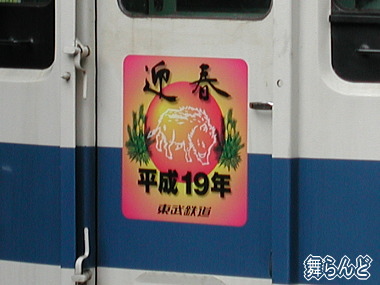 迎春
平成19年
東武鉄道
舞らんど